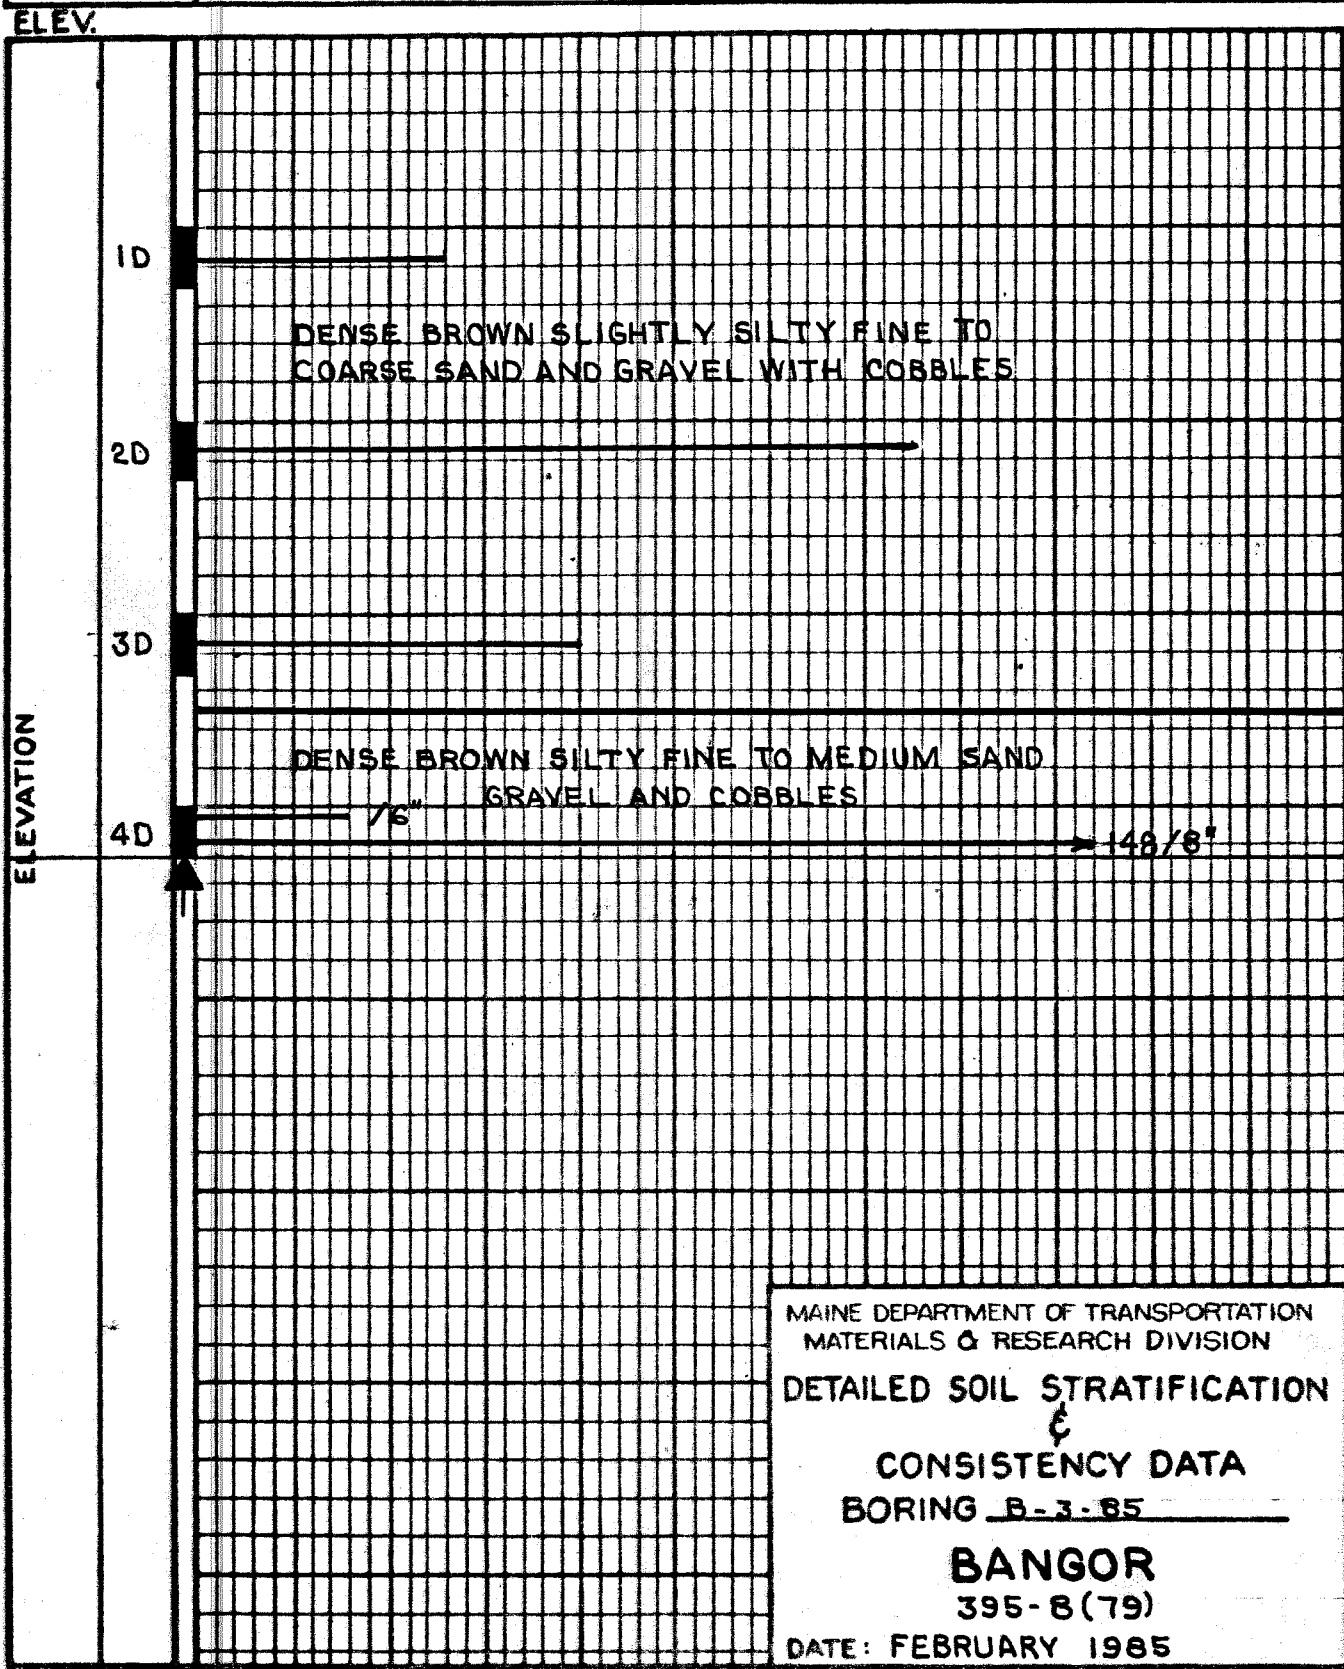 ELEV.
1D
DENSE BROWN SLIGHTLY SILTY FINE TO
COARSE SAND AND GRAVEL WITH COBBLES
2D
3D
ELEVATION
DENSE BROWN SILTY FINE TO MEDIUM SAND
GRAVEL AND COBBLES
/6"
4D
148/8"
MAINE DEPARTMENT OF TRANSPORTATION
MATERIALS & RESEARCH DIVISION
DETAILED SOIL STRATIFICATION
&
CONSISTENCY DATA
BORING B-3-85
BANGOR
395-8(79)
DATE: FEBRUARY 1985